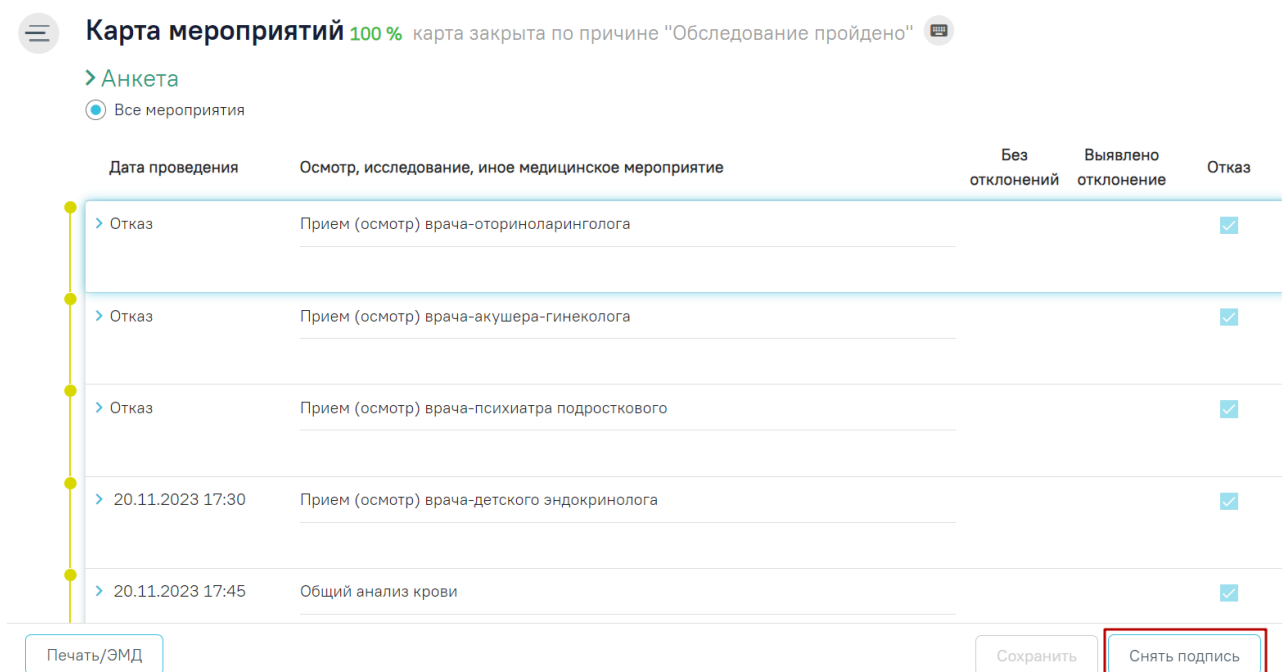 Карта мероприятий 100 % карта закрыта по причине "Обследование пройдено"
Анкета
Все мероприятия
Дата проведения Осмотр, исследование, иное медицинское мероприятие Без отклонений Выявлено отклонение Отказ
Отказ Прием (осмотр) врача-оториноларинголога
Отказ Прием (осмотр) врача-акушера-гинеколога
Отказ Прием (осмотр) врача-психиатра подросткового
20.11.2023 17:30 Прием (осмотр) врача-детского эндокринолога
20.11.2023 17:45 Общий анализ крови
Печать/ЭМД Сохранить Снять подпись